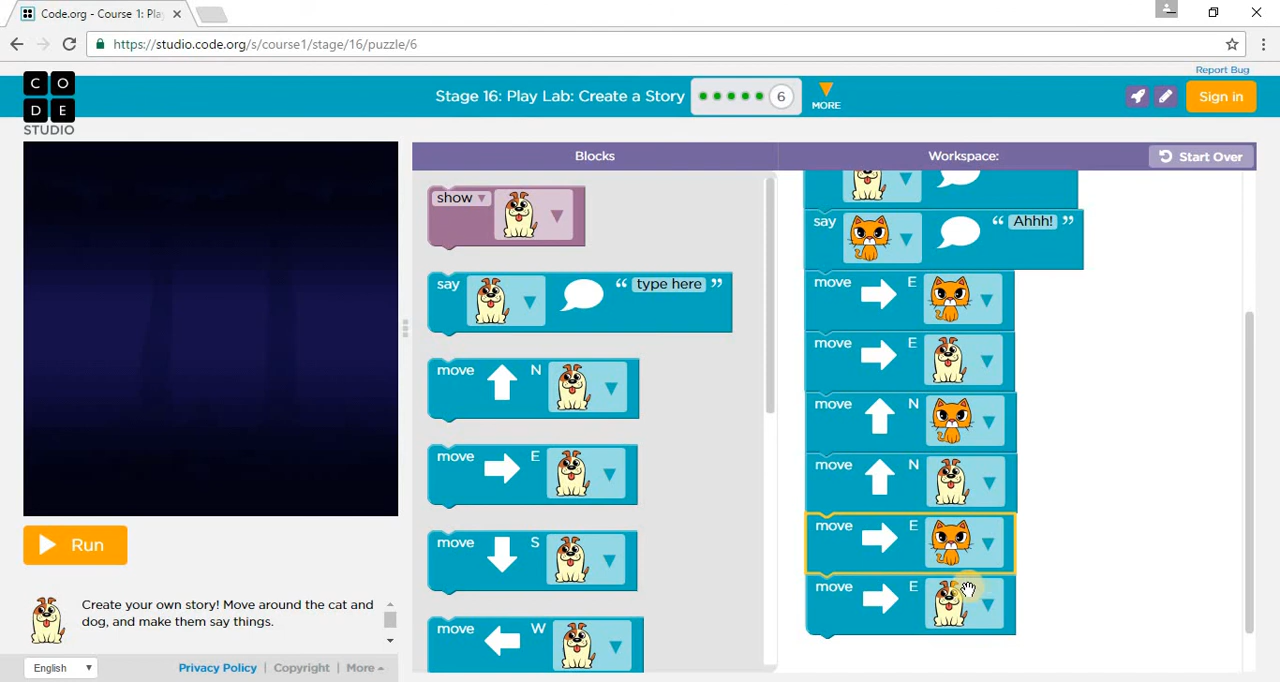 Code.org - Course 1: Pla
https://studio.code.org/s/course1/stage/16/puzzle/6
Report Bug
C O
D E
STUDIO
Stage 16: Play Lab: Create a Story
6
MORE
Sign in
Blocks
Workspace:
Start Over
show
say “ type here ”
move N
move E
move S
move W
say “ Ahhh! ”
move E
move E
move N
move N
move E
move E
Run
Create your own story! Move around the cat and
dog, and make them say things.
English
Privacy Policy | Copyright | More